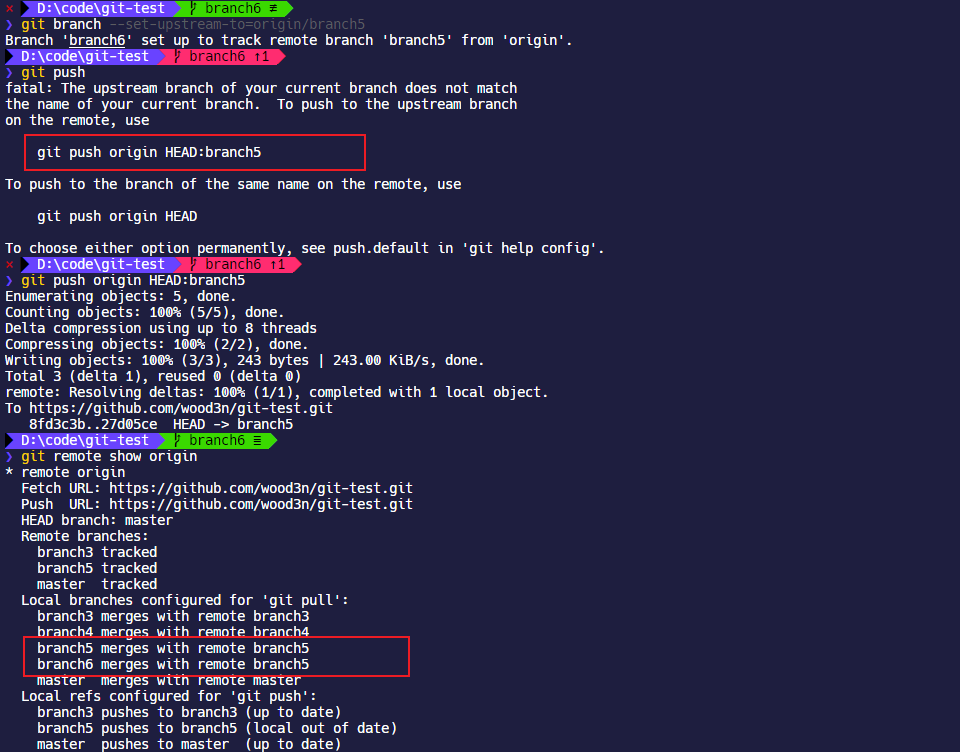 × D:\code\git-test branch6 ≢
❯ git branch --set-upstream-to=origin/branch5
Branch 'branch6' set up to track remote branch 'branch5' from 'origin'.
D:\code\git-test branch6 ↑1
❯ git push
fatal: The upstream branch of your current branch does not match
the name of your current branch.  To push to the upstream branch
on the remote, use
    git push origin HEAD:branch5
To push to the branch of the same name on the remote, use
    git push origin HEAD
To choose either option permanently, see push.default in 'git help config'.
× D:\code\git-test branch6 ↑1
❯ git push origin HEAD:branch5
Enumerating objects: 5, done.
Counting objects: 100% (5/5), done.
Delta compression using up to 8 threads
Compressing objects: 100% (2/2), done.
Writing objects: 100% (3/3), 243 bytes | 243.00 KiB/s, done.
Total 3 (delta 1), reused 0 (delta 0)
remote: Resolving deltas: 100% (1/1), completed with 1 local object.
To https://github.com/wood3n/git-test.git
   8fd3c3b..27d05ce  HEAD -> branch5
D:\code\git-test branch6 ≡
❯ git remote show origin
* remote origin
  Fetch URL: https://github.com/wood3n/git-test.git
  Push  URL: https://github.com/wood3n/git-test.git
  HEAD branch: master
  Remote branches:
    branch3 tracked
    branch5 tracked
    master  tracked
  Local branches configured for 'git pull':
    branch3 merges with remote branch3
    branch4 merges with remote branch4
    branch5 merges with remote branch5
    branch6 merges with remote branch5
    master  merges with remote master
  Local refs configured for 'git push':
    branch3 pushes to branch3 (up to date)
    branch5 pushes to branch5 (local out of date)
    master  pushes to master  (up to date)